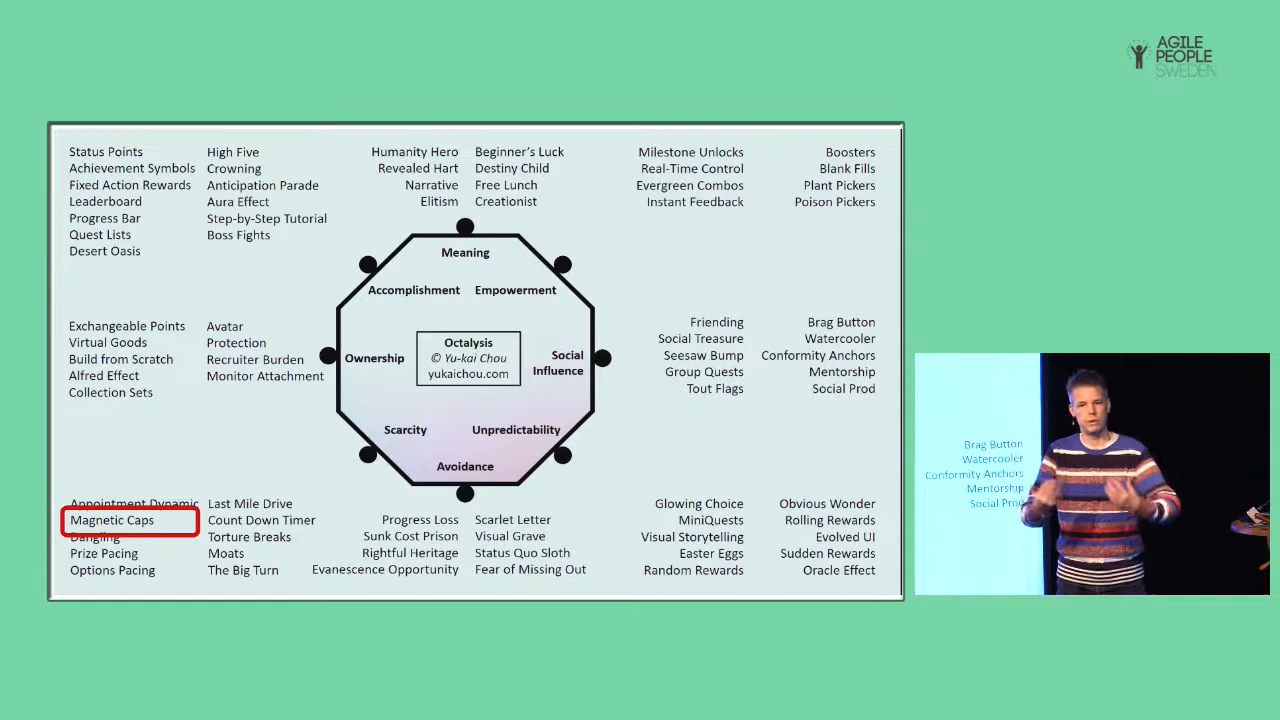 AGILE
PEOPLE
SWEDEN
Status Points
Achievement Symbols
Fixed Action Rewards
Leaderboard
Progress Bar
Quest Lists
Desert Oasis
High Five
Crowning
Anticipation Parade
Aura Effect
Step-by-Step Tutorial
Boss Fights
Humanity Hero
Revealed Hart
Narrative
Elitism
Beginner's Luck
Destiny Child
Free Lunch
Creationist
Milestone Unlocks
Real-Time Control
Evergreen Combos
Instant Feedback
Boosters
Blank Fills
Plant Pickers
Poison Pickers
Meaning
Accomplishment
Empowerment
Ownership
Octalysis
© Yu-kai Chou
yukaichou.com
Social
Influence
Scarcity
Unpredictability
Avoidance
Exchangeable Points
Virtual Goods
Build from Scratch
Alfred Effect
Collection Sets
Avatar
Protection
Recruiter Burden
Monitor Attachment
Friending
Social Treasure
Seesaw Bump
Group Quests
Tout Flags
Brag Button
Watercooler
Conformity Anchors
Mentorship
Social Prod
Appointment Dynamic
Magnetic Caps
Dangling
Prize Pacing
Options Pacing
Last Mile Drive
Count Down Timer
Torture Breaks
Moats
The Big Turn
Progress Loss
Sunk Cost Prison
Rightful Heritage
Evanescence Opportunity
Scarlet Letter
Visual Grave
Status Quo Sloth
Fear of Missing Out
Glowing Choice
MiniQuests
Visual Storytelling
Easter Eggs
Random Rewards
Obvious Wonder
Rolling Rewards
Evolved UI
Sudden Rewards
Oracle Effect
Brag Button
Watercooler
Conformity Anchors
Mentorship
Social Prod